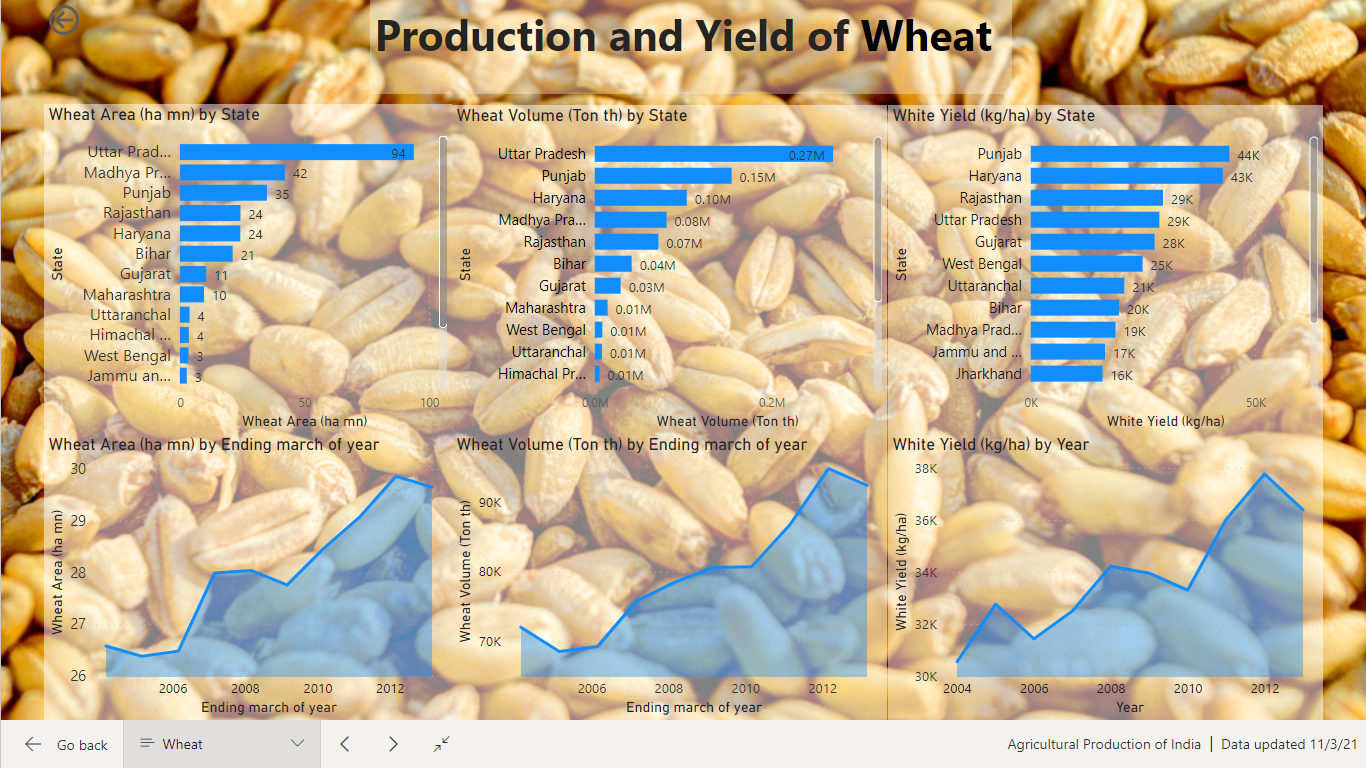 Production and Yield of Wheat
Wheat Area (ha mn) by State
State
Uttar Prad... 94
Madhya Pr... 42
Punjab 35
Rajasthan 24
Haryana 24
Bihar 21
Gujarat 11
Maharashtra 10
Uttaranchal 4
Himachal ... 4
West Bengal 3
Jammu an... 3
0 50 100
Wheat Area (ha mn)
Wheat Volume (Ton th) by State
State
Uttar Pradesh 0.27M
Punjab 0.15M
Haryana 0.10M
Madhya Pra... 0.08M
Rajasthan 0.07M
Bihar 0.04M
Gujarat 0.03M
Maharashtra 0.01M
West Bengal 0.01M
Uttaranchal 0.01M
Himachal Pr... 0.01M
0.0M 0.2M
Wheat Volume (Ton th)
White Yield (kg/ha) by State
State
Punjab 44K
Haryana 43K
Rajasthan 29K
Uttar Pradesh 29K
Gujarat 28K
West Bengal 25K
Uttaranchal 21K
Bihar 20K
Madhya Prad... 19K
Jammu and ... 17K
Jharkhand 16K
0K 50K
White Yield (kg/ha)
Wheat Area (ha mn) by Ending march of year
Wheat Area (ha mn)
30
29
28
27
26
2006 2008 2010 2012
Ending march of year
Wheat Volume (Ton th) by Ending march of year
Wheat Volume (Ton th)
90K
80K
70K
2006 2008 2010 2012
Ending march of year
White Yield (kg/ha) by Year
White Yield (kg/ha)
38K
36K
34K
32K
30K
2004 2006 2008 2010 2012
Year
Go back
Wheat
Agricultural Production of India | Data updated 11/3/21